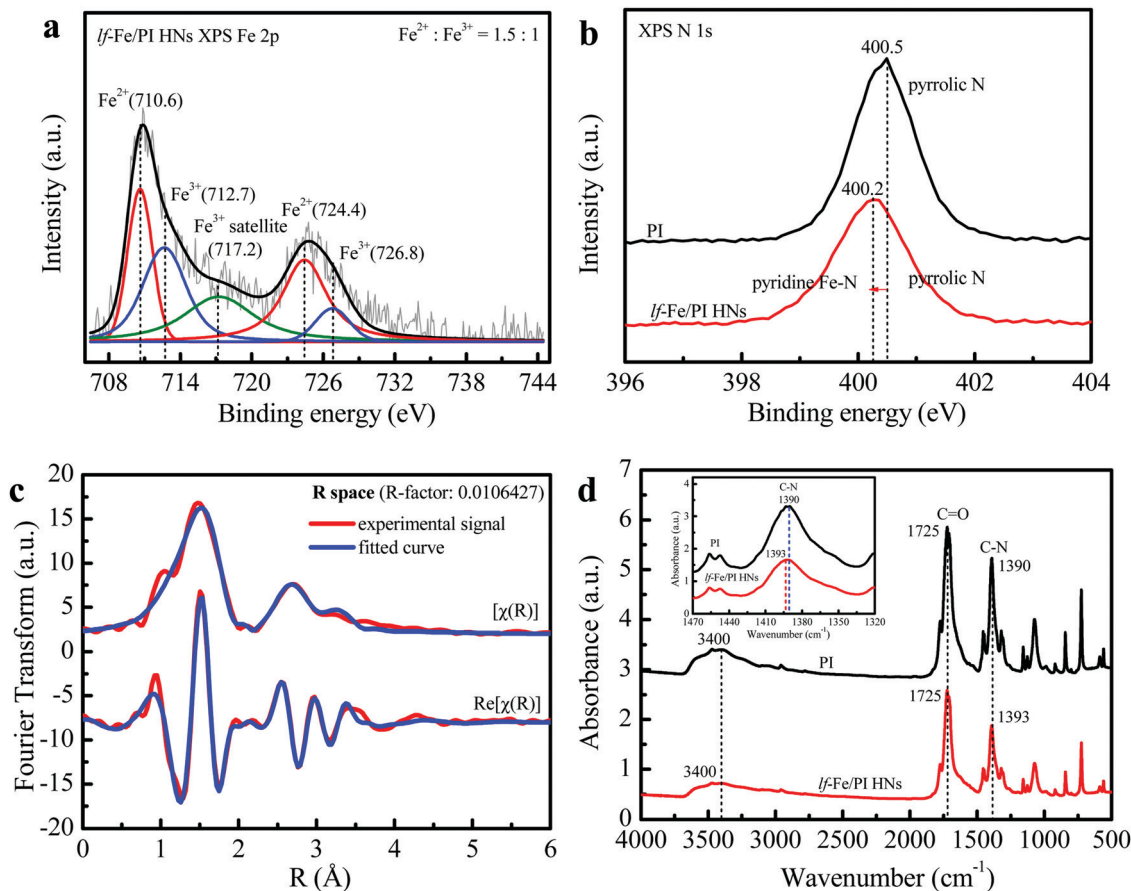 a
lf-Fe/PI HNs XPS Fe 2p
Fe²⁺ : Fe³⁺ = 1.5 : 1
Fe²⁺(710.6)
Fe³⁺(712.7)
Fe³⁺ satellite
(717.2)
Fe²⁺(724.4)
Fe³⁺(726.8)
Intensity (a.u.)
708 714 720 726 732 738 744
Binding energy (eV)
b
XPS N 1s
400.5
pyrrolic N
400.2
PI
pyridine Fe-N
pyrrolic N
lf-Fe/PI HNs
Intensity (a.u.)
396 398 400 402 404
Binding energy (eV)
c
R space (R-factor: 0.0106427)
experimental signal
fitted curve
[χ(R)]
Re[χ(R)]
Fourier Transform (a.u.)
20
15
10
5
0
-5
-10
-15
-20
0 1 2 3 4 5 6
R (Å)
d
C-N
1390
PI
1393
lf-Fe/PI HNs
Absorbance (a.u.)
4
3
2
1
0
1470 1440 1410 1380 1350 1320
Wavenumber (cm⁻¹)
C=O
1725
C-N
1390
3400
PI
1725
1393
3400
lf-Fe/PI HNs
Absorbance (a.u.)
7
6
5
4
3
2
1
0
4000 3500 3000 2500 2000 1500 1000 500
Wavenumber (cm⁻¹)